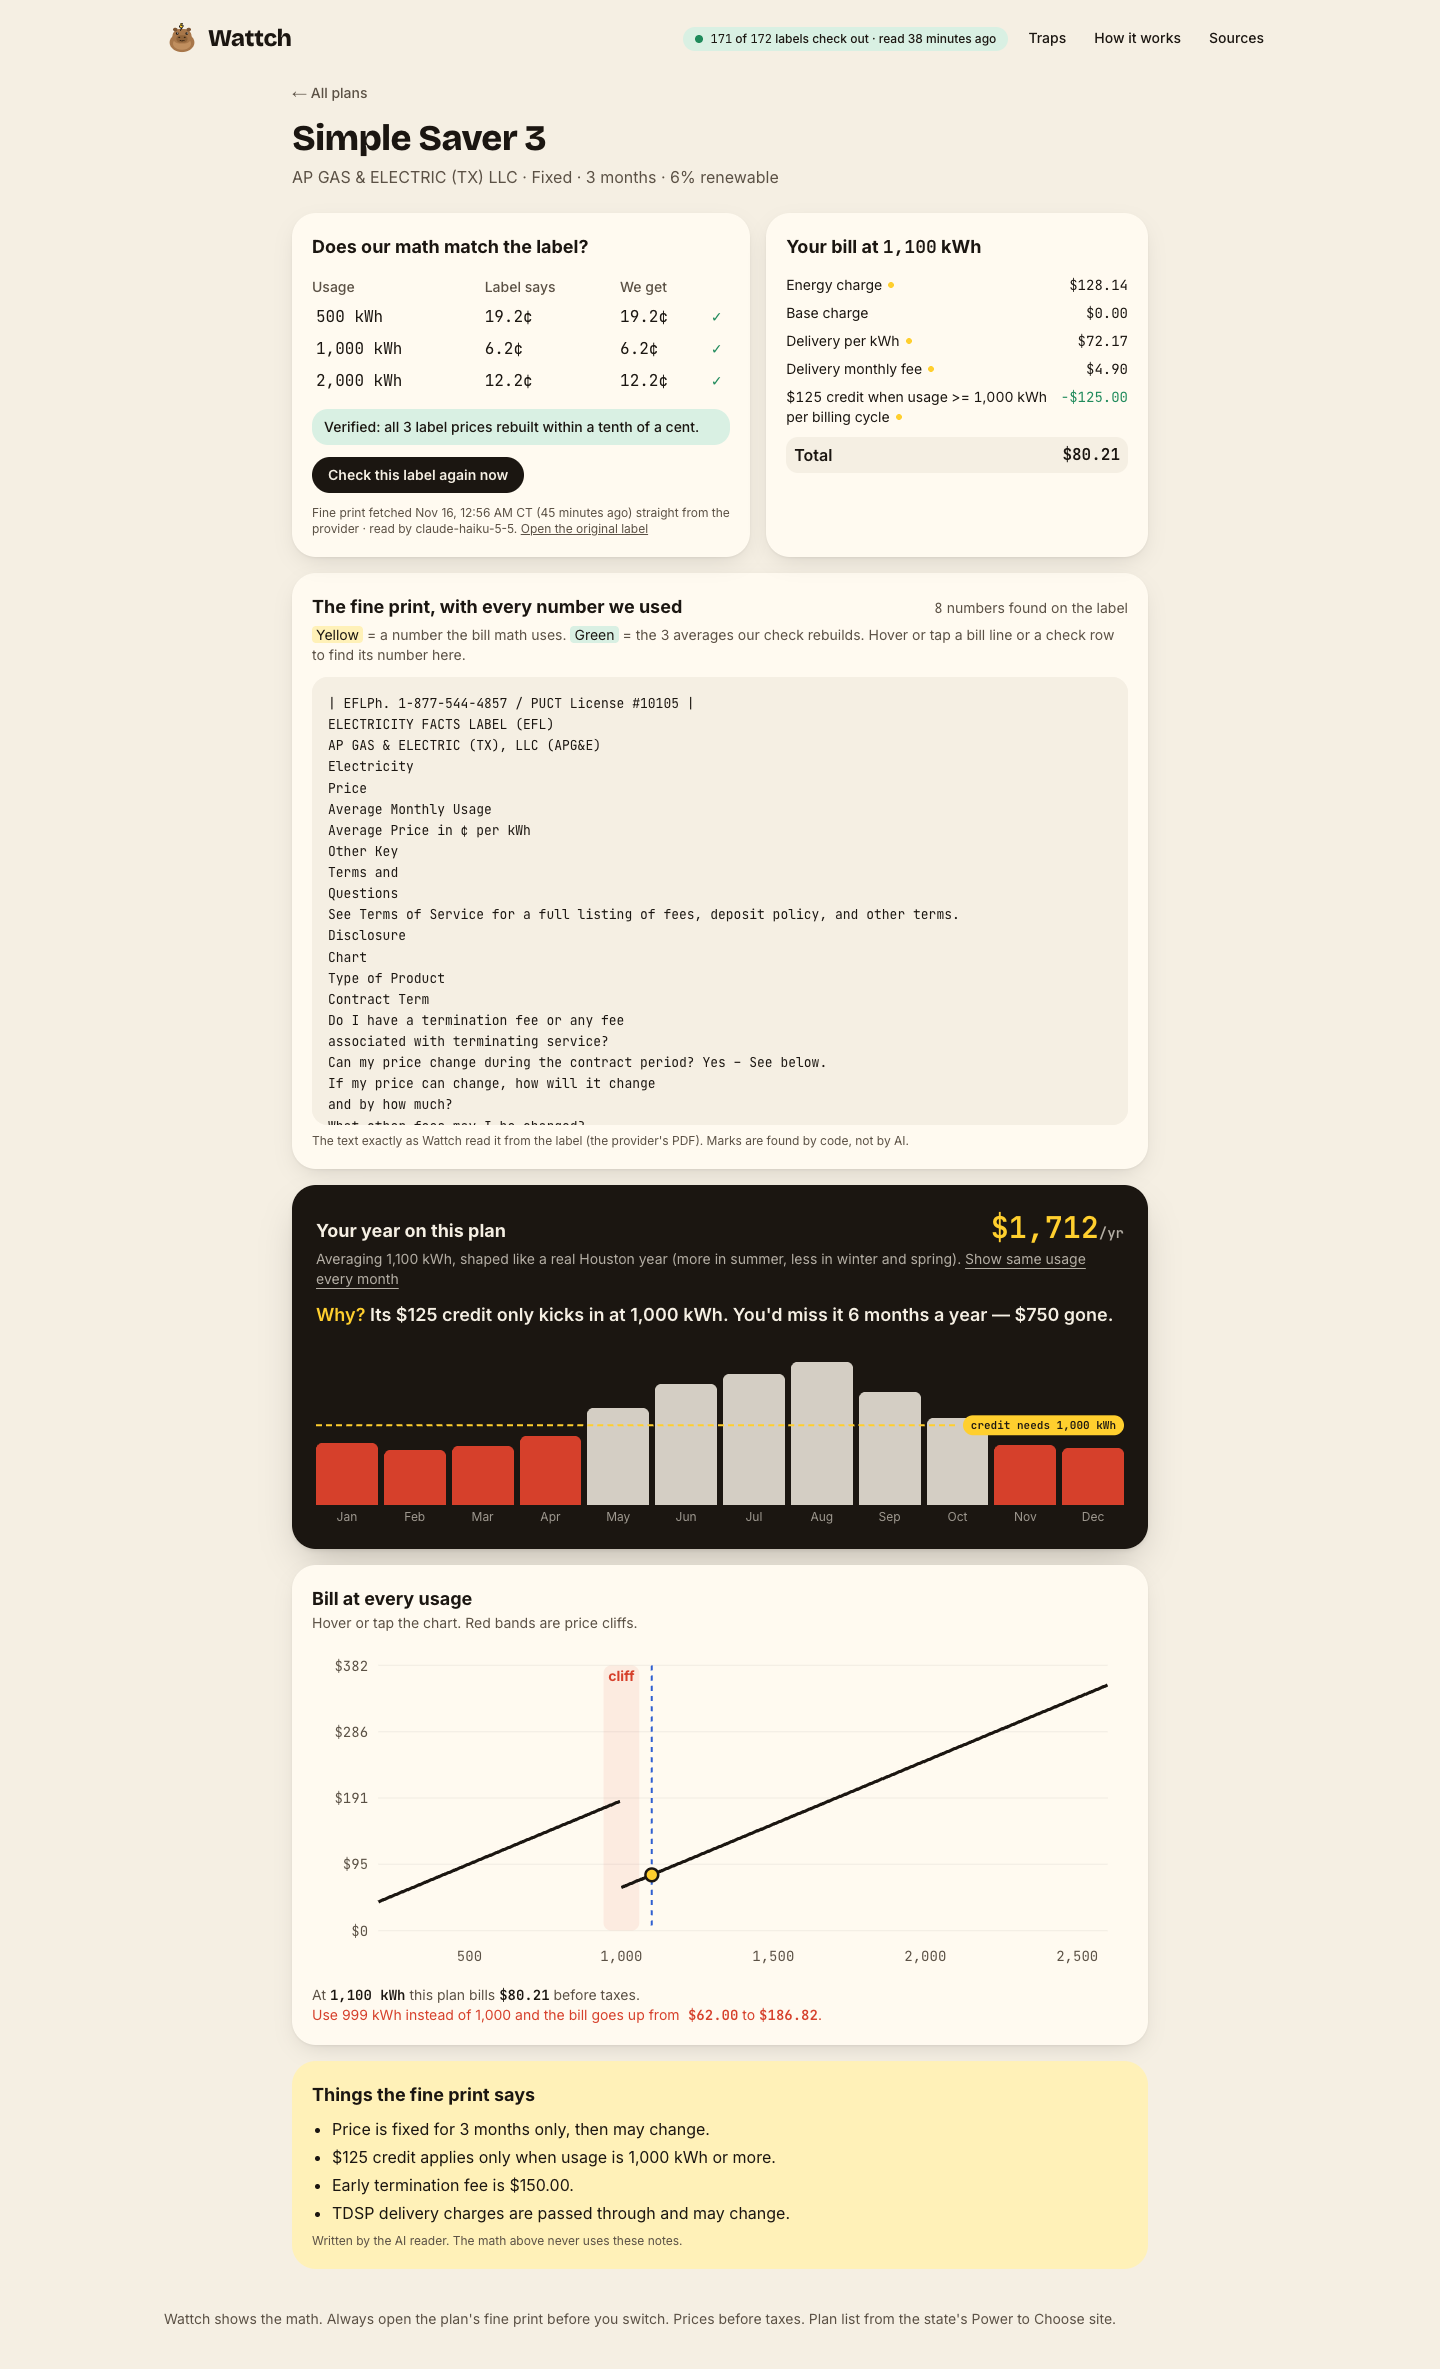 Wattch
171 of 172 labels check out · read 38 minutes ago
Traps
How it works
Sources
← All plans
Simple Saver 3
AP GAS & ELECTRIC (TX) LLC · Fixed · 3 months · 6% renewable
Does our math match the label?
Usage Label says We get
500 kWh 19.2¢ 19.2¢ ✓
1,000 kWh 6.2¢ 6.2¢ ✓
2,000 kWh 12.2¢ 12.2¢ ✓
Verified: all 3 label prices rebuilt within a tenth of a cent.
Check this label again now
Fine print fetched Nov 16, 12:56 AM CT (45 minutes ago) straight from the
provider · read by claude-haiku-5-5. Open the original label
Your bill at 1,100 kWh
Energy charge $128.14
Base charge $0.00
Delivery per kWh $72.17
Delivery monthly fee $4.90
$125 credit when usage >= 1,000 kWh -$125.00
per billing cycle
Total $80.21
The fine print, with every number we used
8 numbers found on the label
Yellow = a number the bill math uses. Green = the 3 averages our check rebuilds. Hover or tap a bill line or a check row
to find its number here.
| EFLPh. 1-877-544-4857 / PUCT License #10105 |
ELECTRICITY FACTS LABEL (EFL)
AP GAS & ELECTRIC (TX), LLC (APG&E)
Electricity
Price
Average Monthly Usage
Average Price in ¢ per kWh
Other Key
Terms and
Questions
See Terms of Service for a full listing of fees, deposit policy, and other terms.
Disclosure
Chart
Type of Product
Contract Term
Do I have a termination fee or any fee
associated with terminating service?
Can my price change during the contract period? Yes – See below.
If my price can change, how will it change
and by how much?
What other fees may I be charged?
The text exactly as Wattch read it from the label (the provider's PDF). Marks are found by code, not by AI.
Your year on this plan
$1,712/yr
Averaging 1,100 kWh, shaped like a real Houston year (more in summer, less in winter and spring). Show same usage
every month
Why? Its $125 credit only kicks in at 1,000 kWh. You'd miss it 6 months a year — $750 gone.
credit needs 1,000 kWh
Jan Feb Mar Apr May Jun Jul Aug Sep Oct Nov Dec
Bill at every usage
Hover or tap the chart. Red bands are price cliffs.
cliff
$382
$286
$191
$95
$0
500 1,000 1,500 2,000 2,500
At 1,100 kWh this plan bills $80.21 before taxes.
Use 999 kWh instead of 1,000 and the bill goes up from $62.00 to $186.82.
Things the fine print says
• Price is fixed for 3 months only, then may change.
• $125 credit applies only when usage is 1,000 kWh or more.
• Early termination fee is $150.00.
• TDSP delivery charges are passed through and may change.
Written by the AI reader. The math above never uses these notes.
Wattch shows the math. Always open the plan's fine print before you switch. Prices before taxes. Plan list from the state's Power to Choose site.